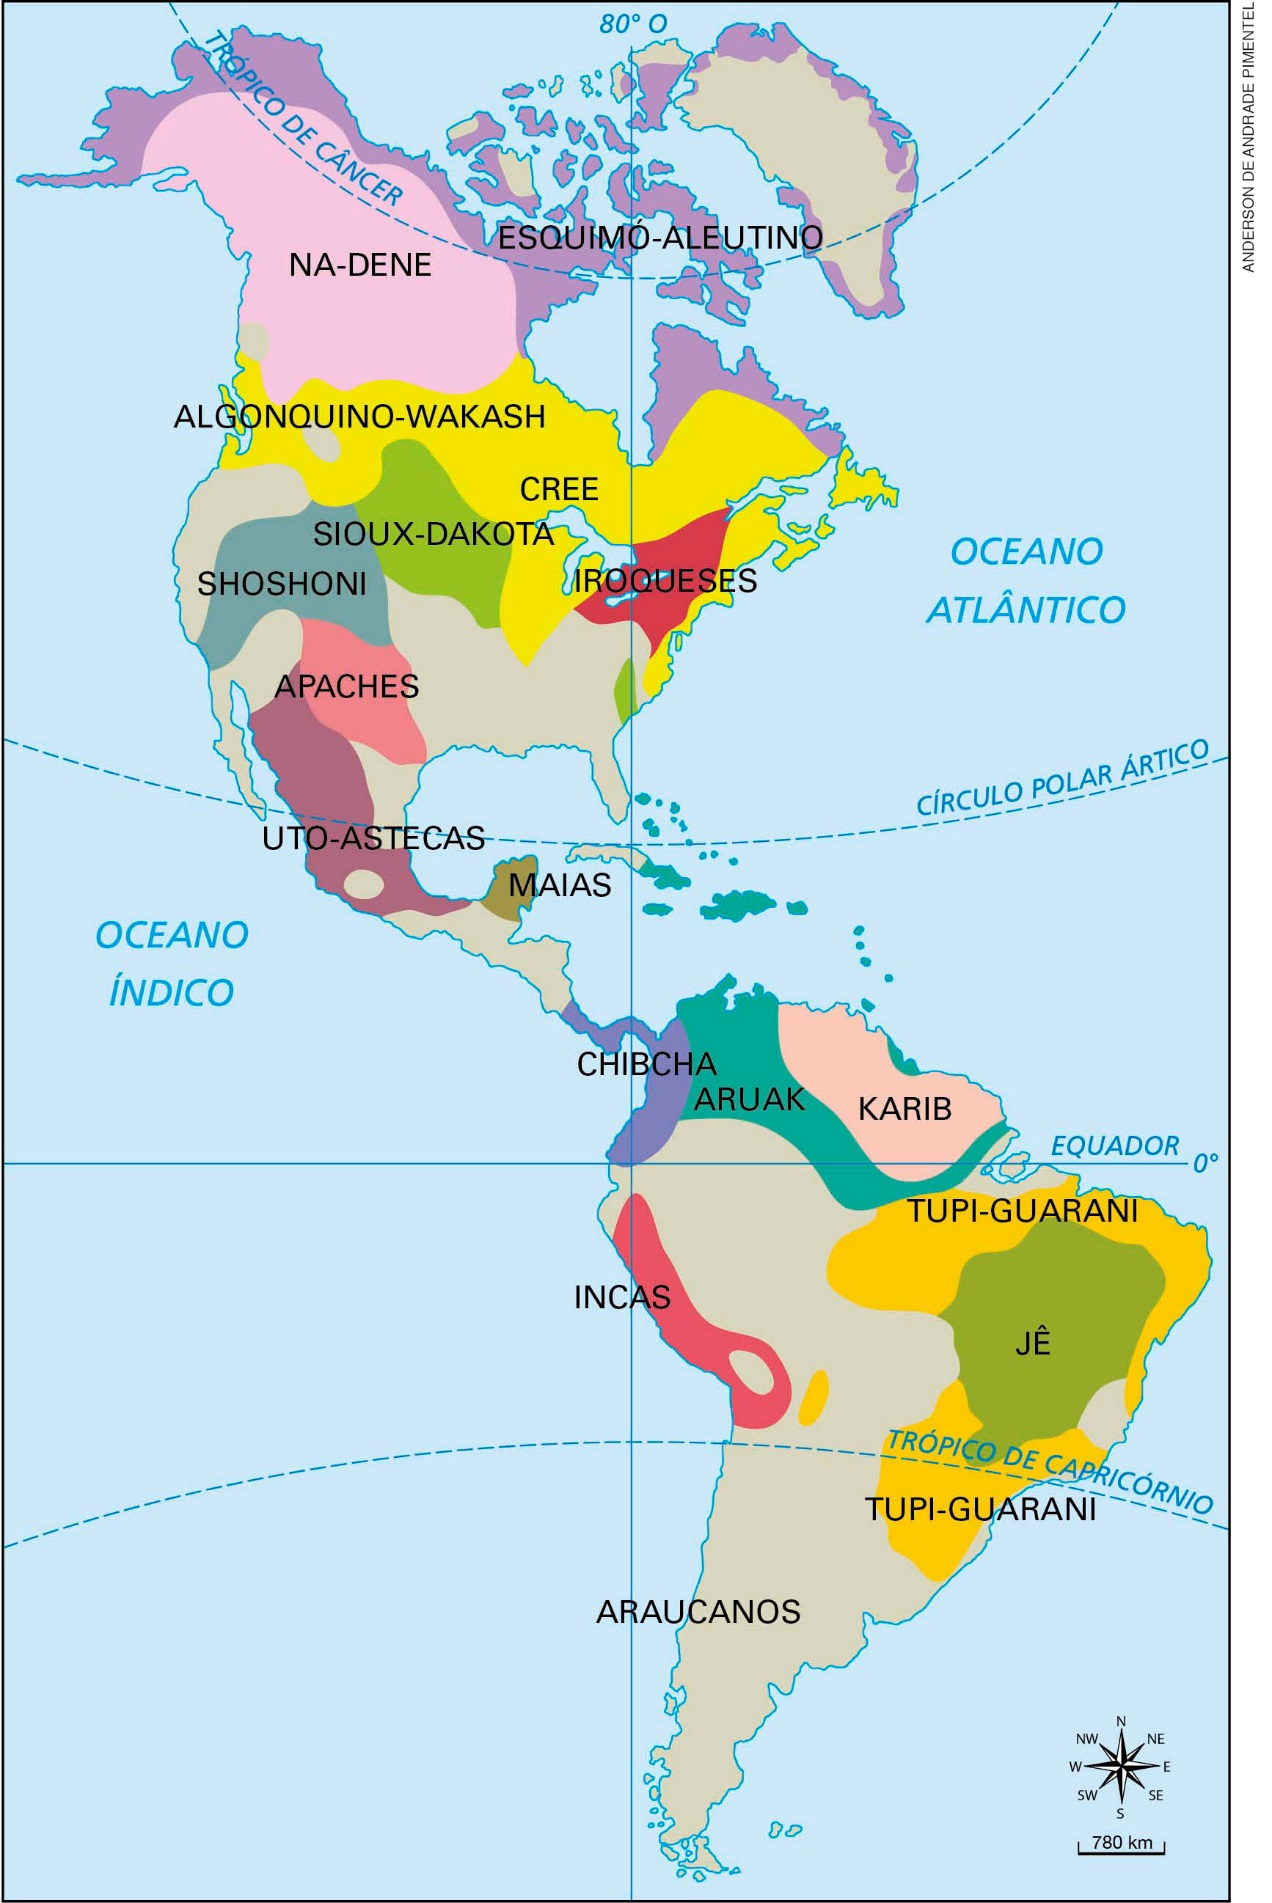 80° O
ANDERSON DE ANDRADE PIMENTEL
TRÓPICO DE CÂNCER
ESQUIMÓ-ALEUTINO
NA-DENE
ALGONQUINO-WAKASH
CREE
SIOUX-DAKOTA
SHOSHONI
IROQUESES
OCEANO
ATLÂNTICO
APACHES
CÍRCULO POLAR ÁRTICO
UTO-ASTECAS
MAIAS
OCEANO
ÍNDICO
CHIBCHA
ARUAK
KARIB
EQUADOR
0°
TUPI-GUARANI
INCAS
JÊ
TRÓPICO DE CAPRICÓRNIO
TUPI-GUARANI
ARAUCANOS
N
NW
NE
W
E
SW
SE
S
780 km